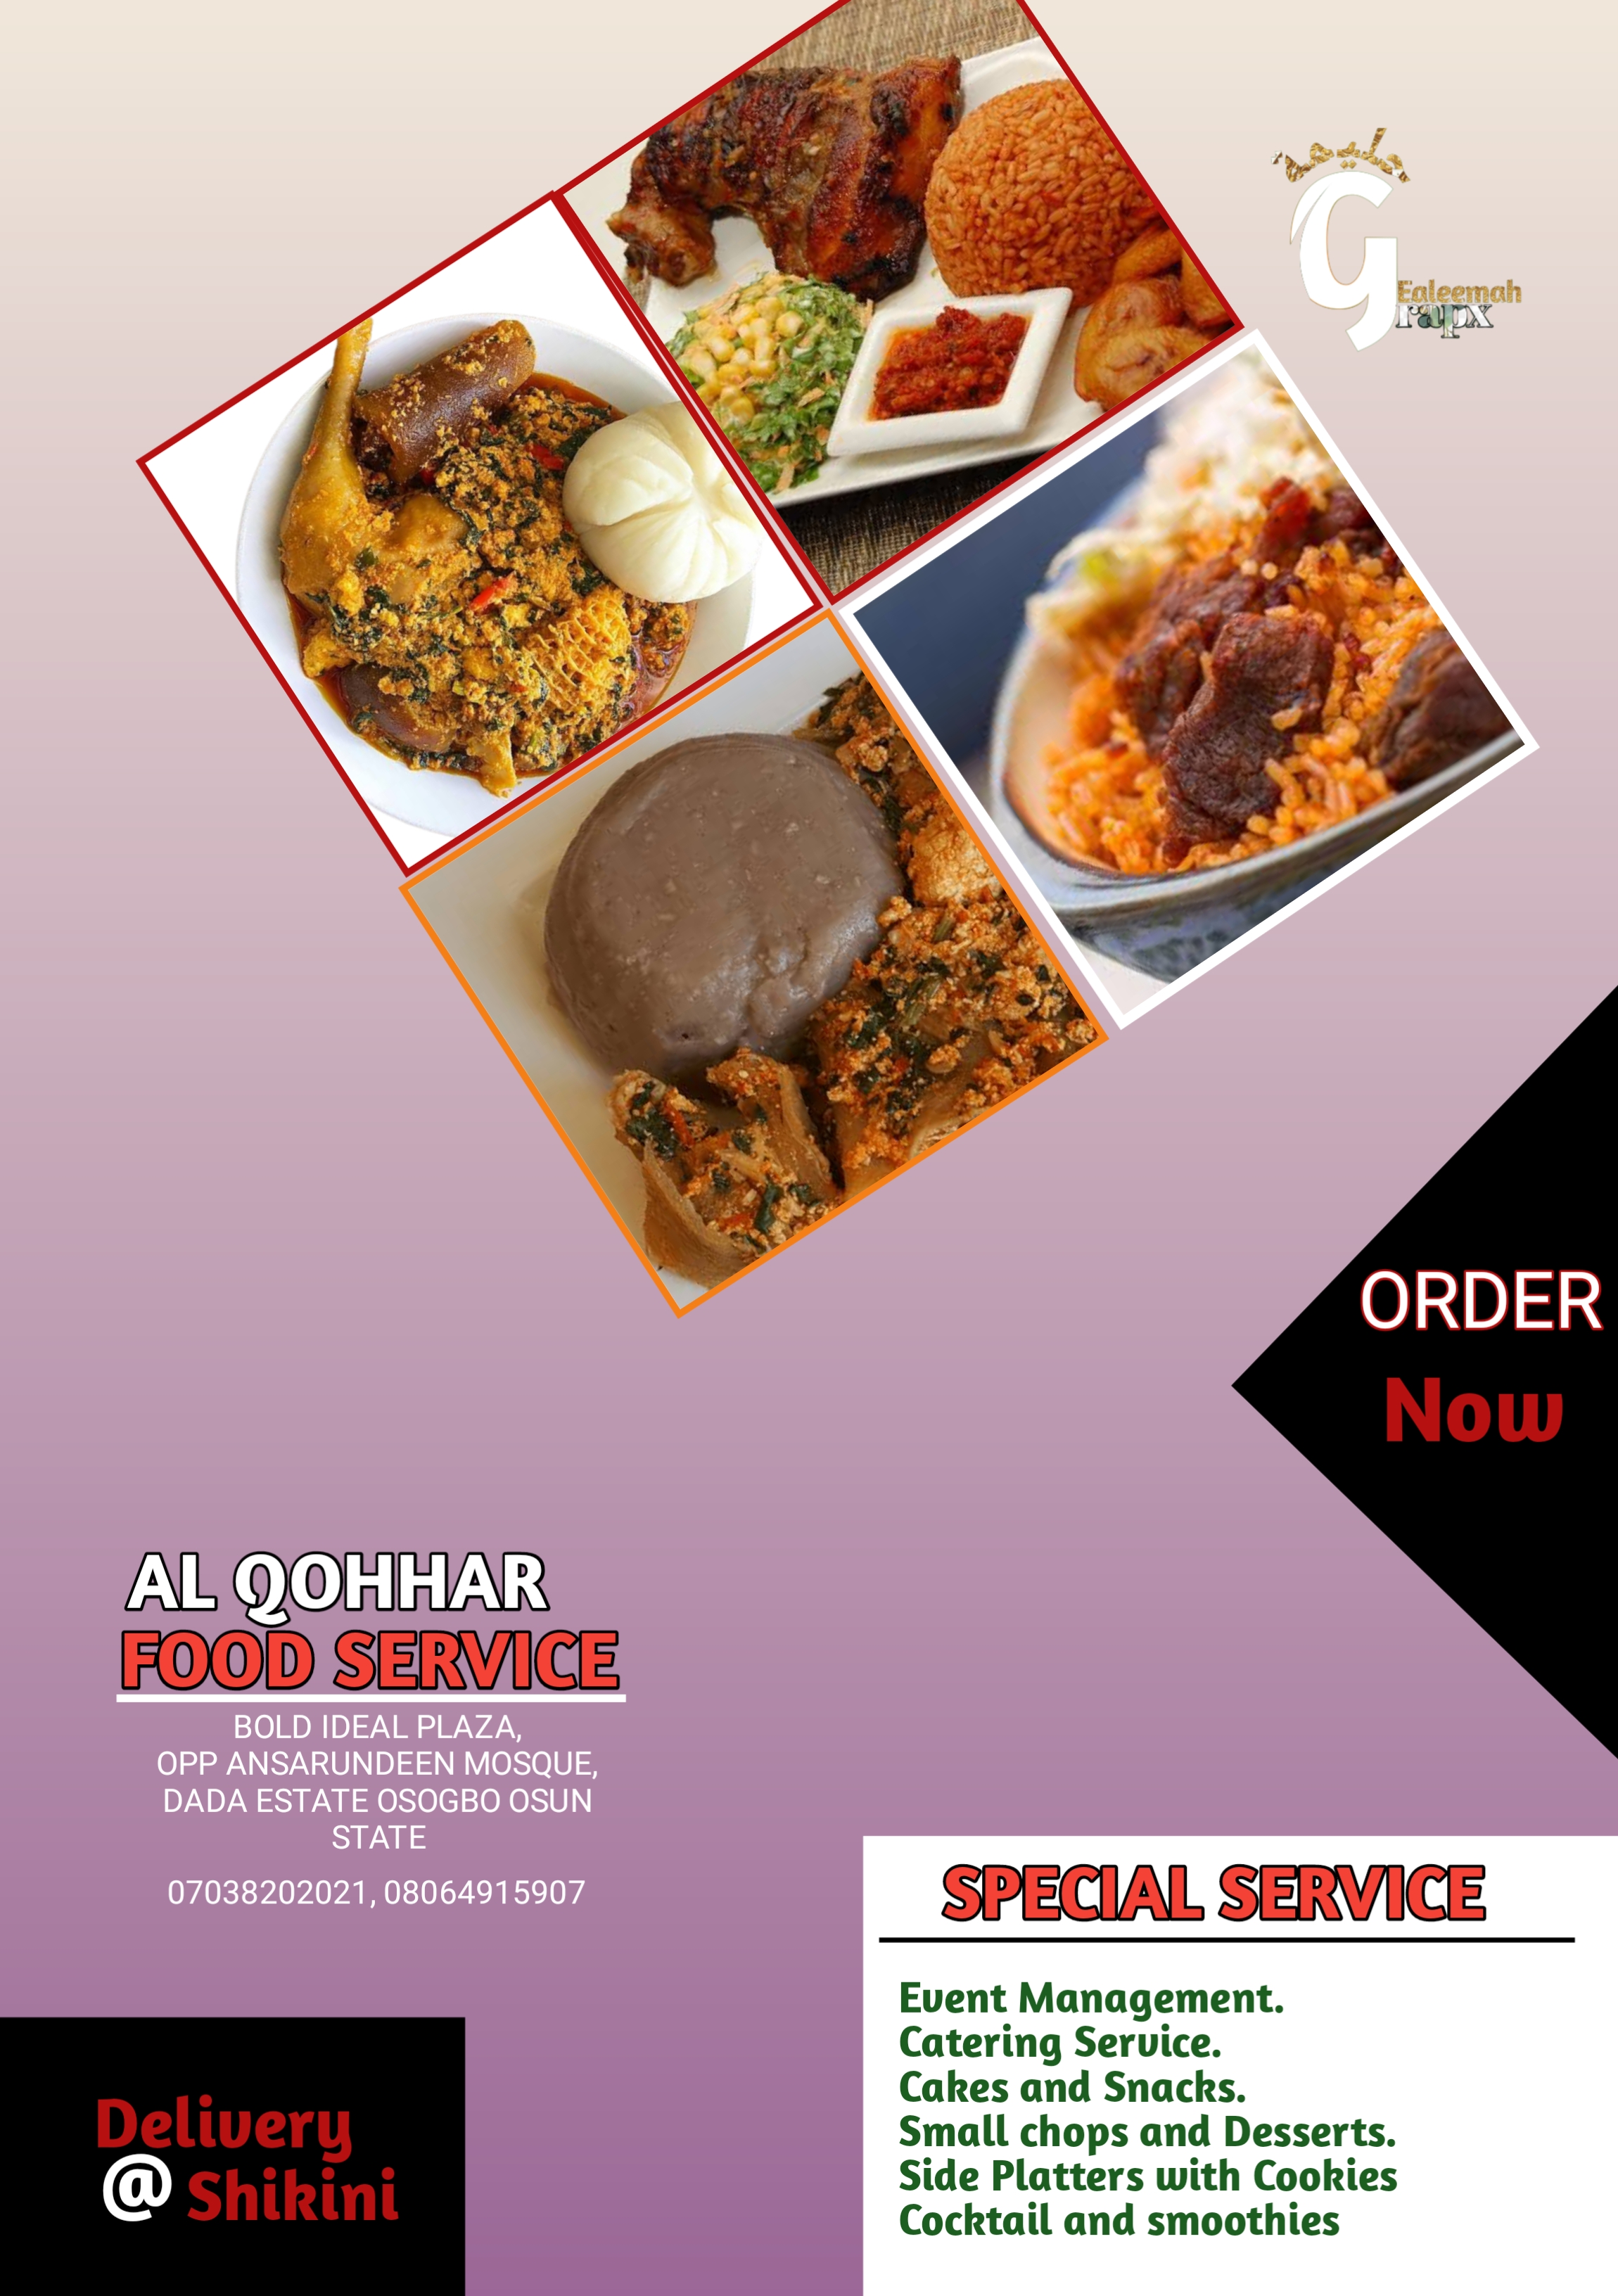 حليمة
G
Ealeemah
rapx
ORDER
Now
AL QOHHAR
FOOD SERVICE
BOLD IDEAL PLAZA,
OPP ANSARUNDEEN MOSQUE,
DADA ESTATE OSOGBO OSUN
STATE
07038202021, 08064915907
SPECIAL SERVICE
Event Management.
Catering Service.
Cakes and Snacks.
Small chops and Desserts.
Side Platters with Cookies
Cocktail and smoothies
Delivery
@ Shikini